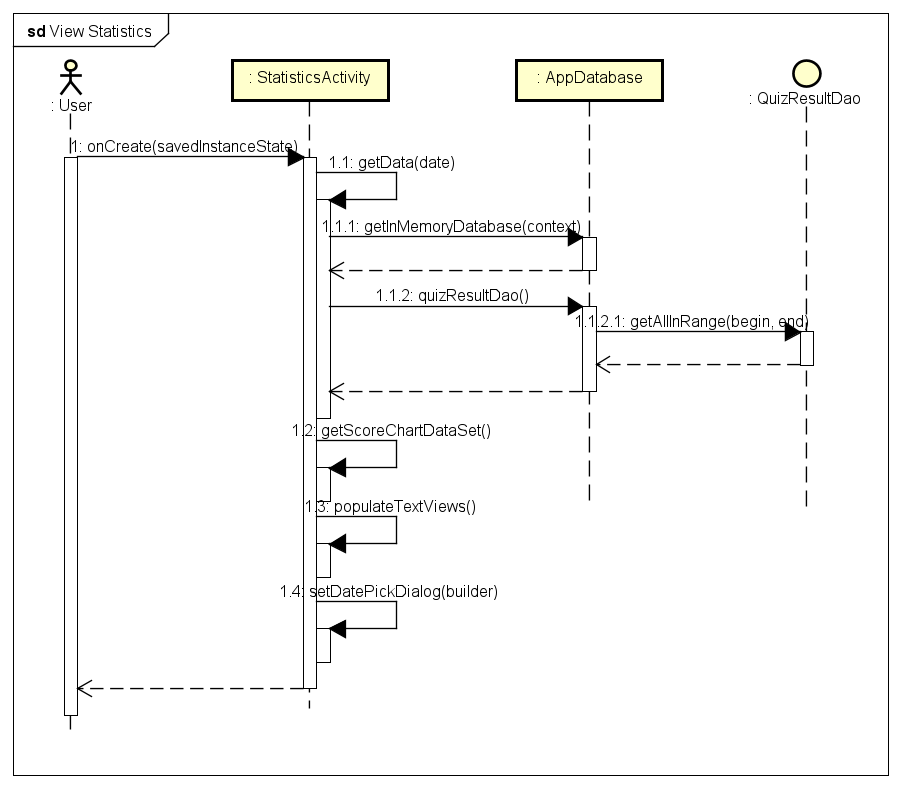 sd View Statistics
: User
: StatisticsActivity
: AppDatabase
: QuizResultDao
1: onCreate(savedInstanceState)
1.1: getData(date)
1.1.1: getInMemoryDatabase(context)
1.1.2: quizResultDao()
1.1.2.1: getAllInRange(begin, end)
1.2: getScoreChartDataSet()
1.3: populateTextViews()
1.4: setDatePickDialog(builder)